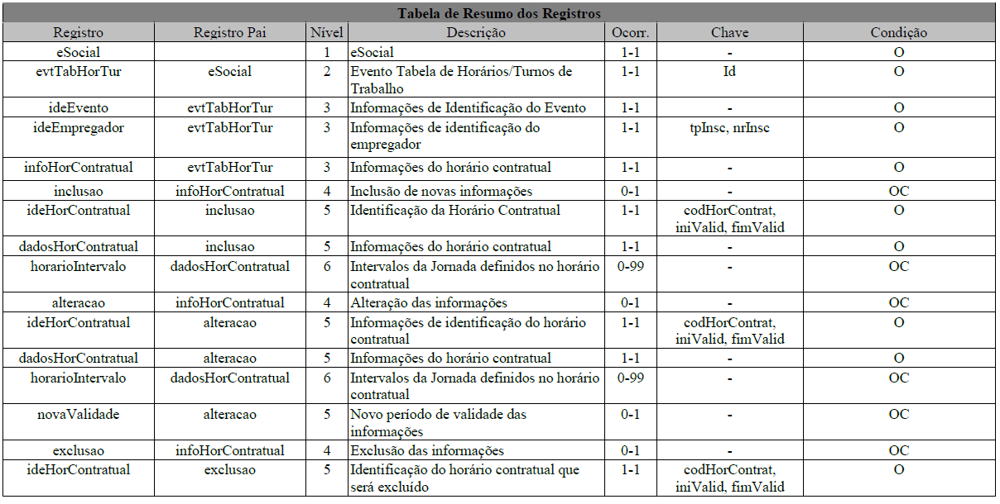 Tabela de Resumo dos Registros
Registro Registro Pai Nível Descrição Ocorr. Chave Condição
eSocial 1 eSocial 1-1 - O
evtTabHorTur eSocial 2 Evento Tabela de Horários/Turnos de 1-1 Id O
Trabalho
ideEvento evtTabHorTur 3 Informações de Identificação do Evento 1-1 - O
ideEmpregador evtTabHorTur 3 Informações de identificação do 1-1 tpInsc, nrInsc O
empregador
infoHorContratual evtTabHorTur 3 Informações do horário contratual 1-1 - O
inclusao infoHorContratual 4 Inclusão de novas informações 0-1 - OC
ideHorContratual inclusao 5 Identificação da Horário Contratual 1-1 codHorContrat, O
iniValid, fimValid
dadosHorContratual inclusao 5 Informações do horário contratual 1-1 - O
horarioIntervalo dadosHorContratual 6 Intervalos da Jornada definidos no horário 0-99 - OC
contratual
alteracao infoHorContratual 4 Alteração das informações 0-1 - OC
ideHorContratual alteracao 5 Informações de identificação do horário 1-1 codHorContrat, O
contratual iniValid, fimValid
dadosHorContratual alteracao 5 Informações do horário contratual 1-1 - O
horarioIntervalo dadosHorContratual 6 Intervalos da Jornada definidos no horário 0-99 - OC
contratual
novaValidade alteracao 5 Novo período de validade das 0-1 - OC
informações
exclusao infoHorContratual 4 Exclusão das informações 0-1 - OC
ideHorContratual exclusao 5 Identificação do horário contratual que 1-1 codHorContrat, O
será excluído iniValid, fimValid